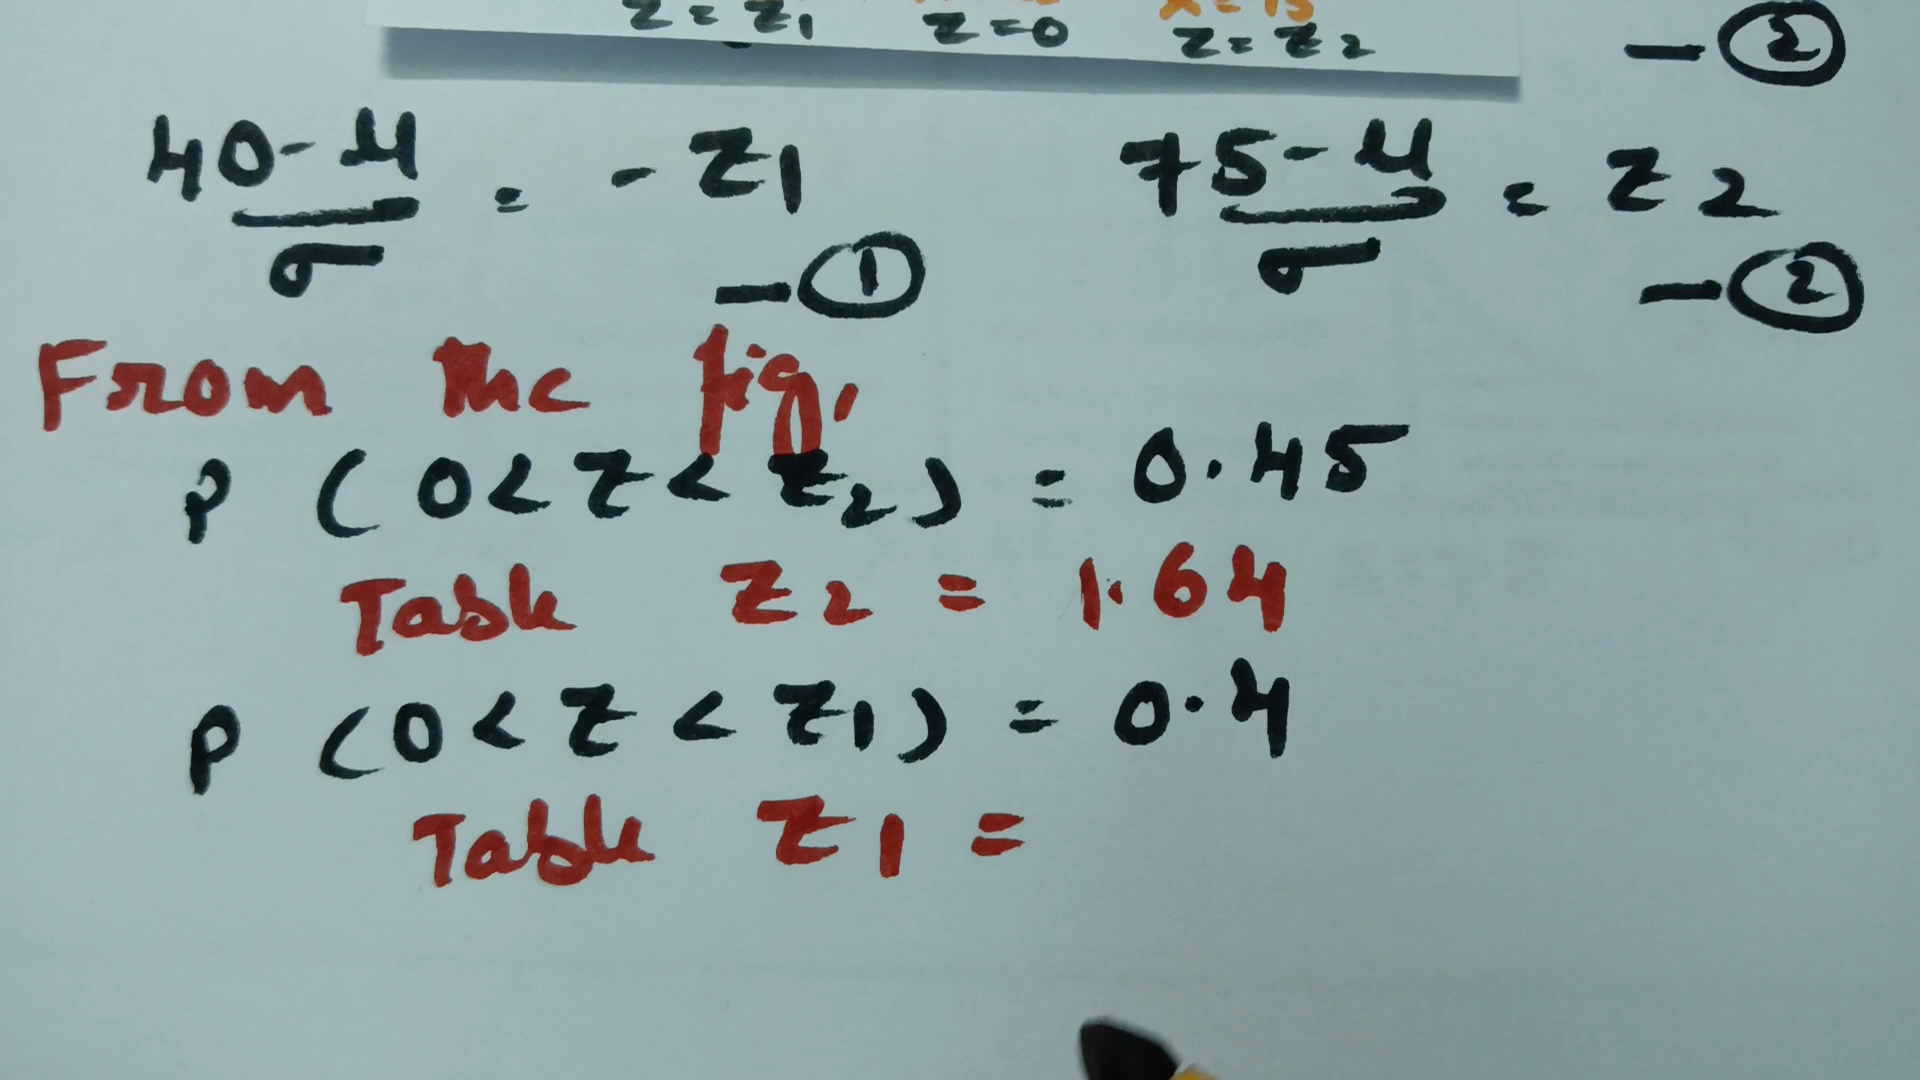 z = z1 z=0 z= z2
x = 75
- 2
40-μ/σ = - z1 75-μ/σ = z2
- 1 - 2
From the fig,
P ( 0 < z < z2 ) = 0.45
Table z2 = 1.64
P ( 0 < z < z1 ) = 0.4
Table z1 =